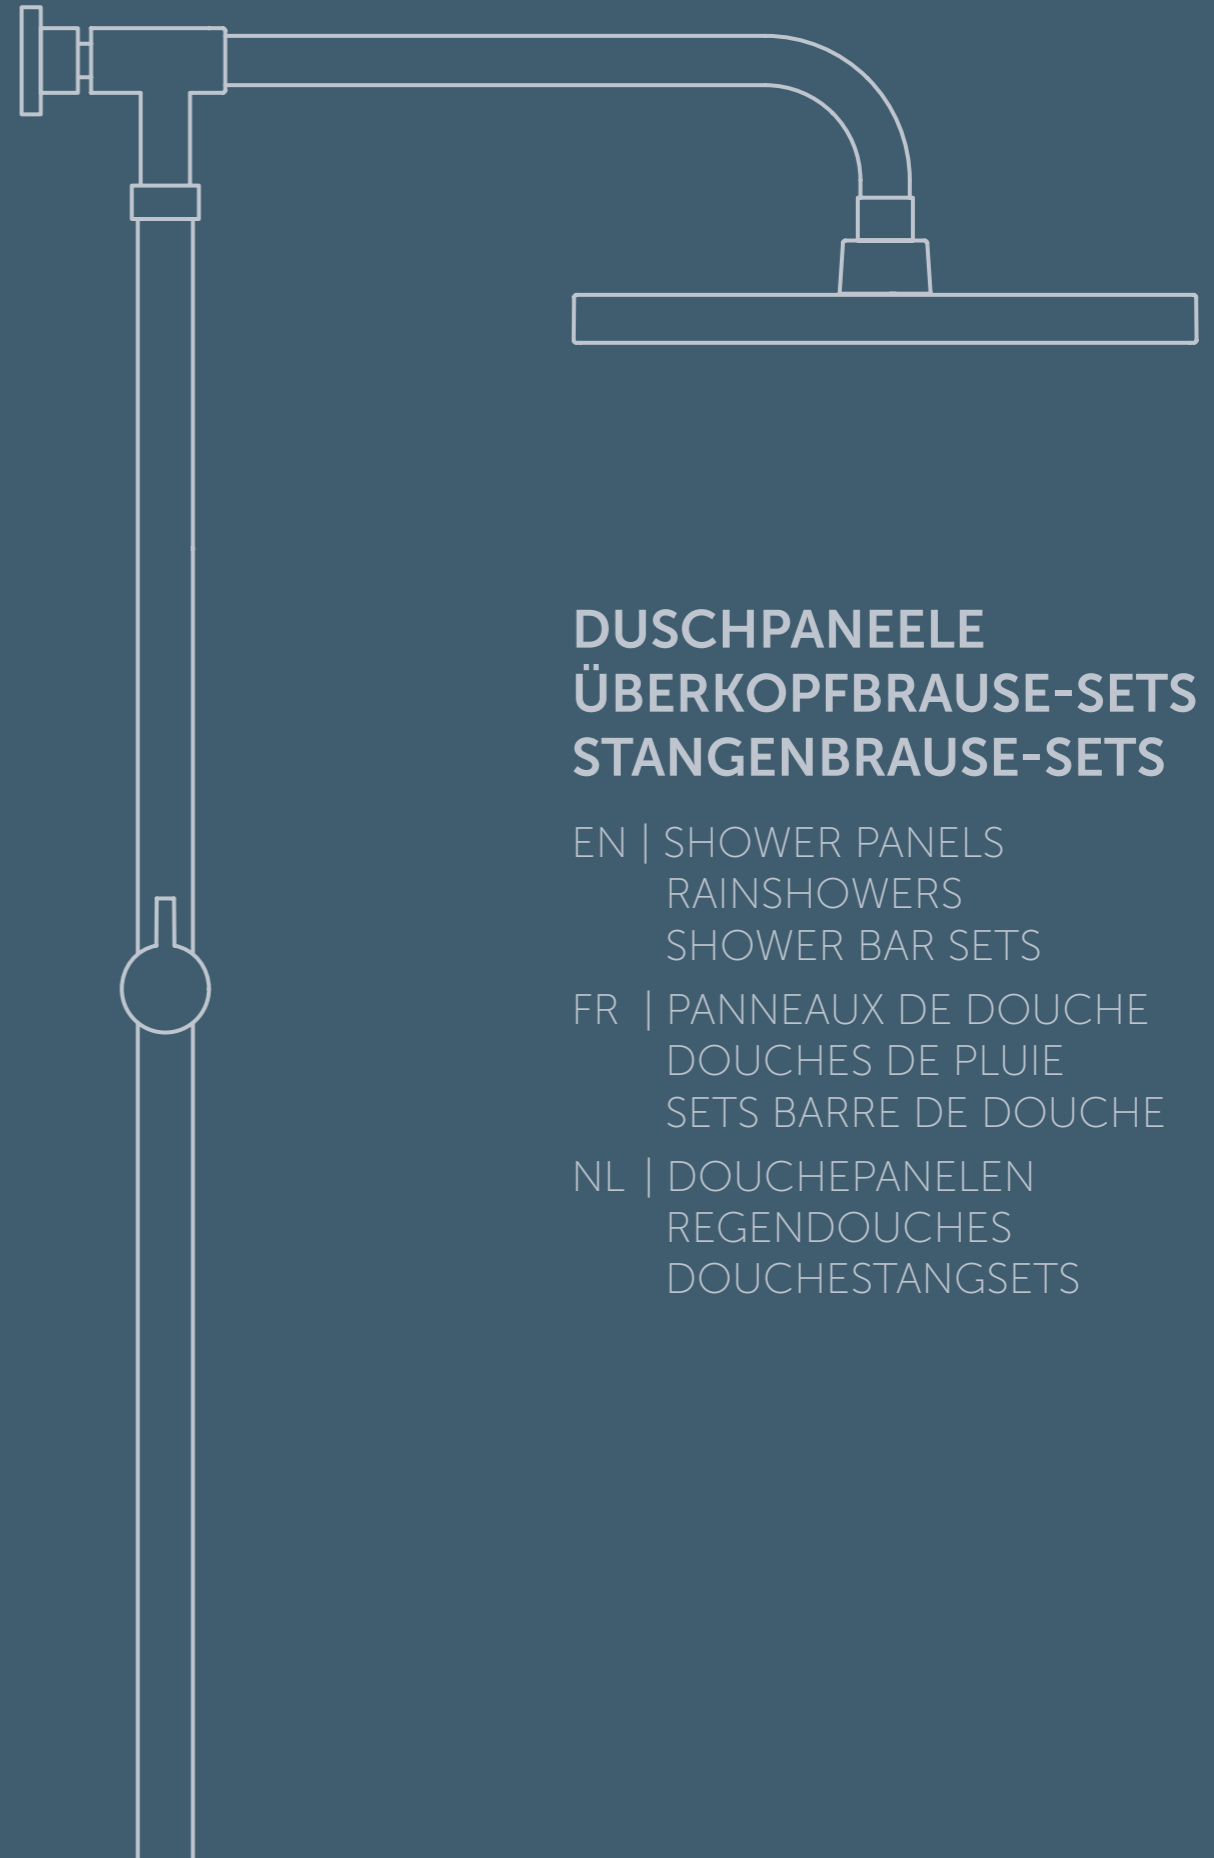 DUSCHPANEELE
ÜBERKOPFBRAUSE-SETS
STANGENBRAUSE-SETS
EN | SHOWER PANELS
RAINSHOWERS
SHOWER BAR SETS
FR | PANNEAUX DE DOUCHE
DOUCHES DE PLUIE
SETS BARRE DE DOUCHE
NL | DOUCHEPANELEN
REGENDOUCHES
DOUCHESTANGSETS